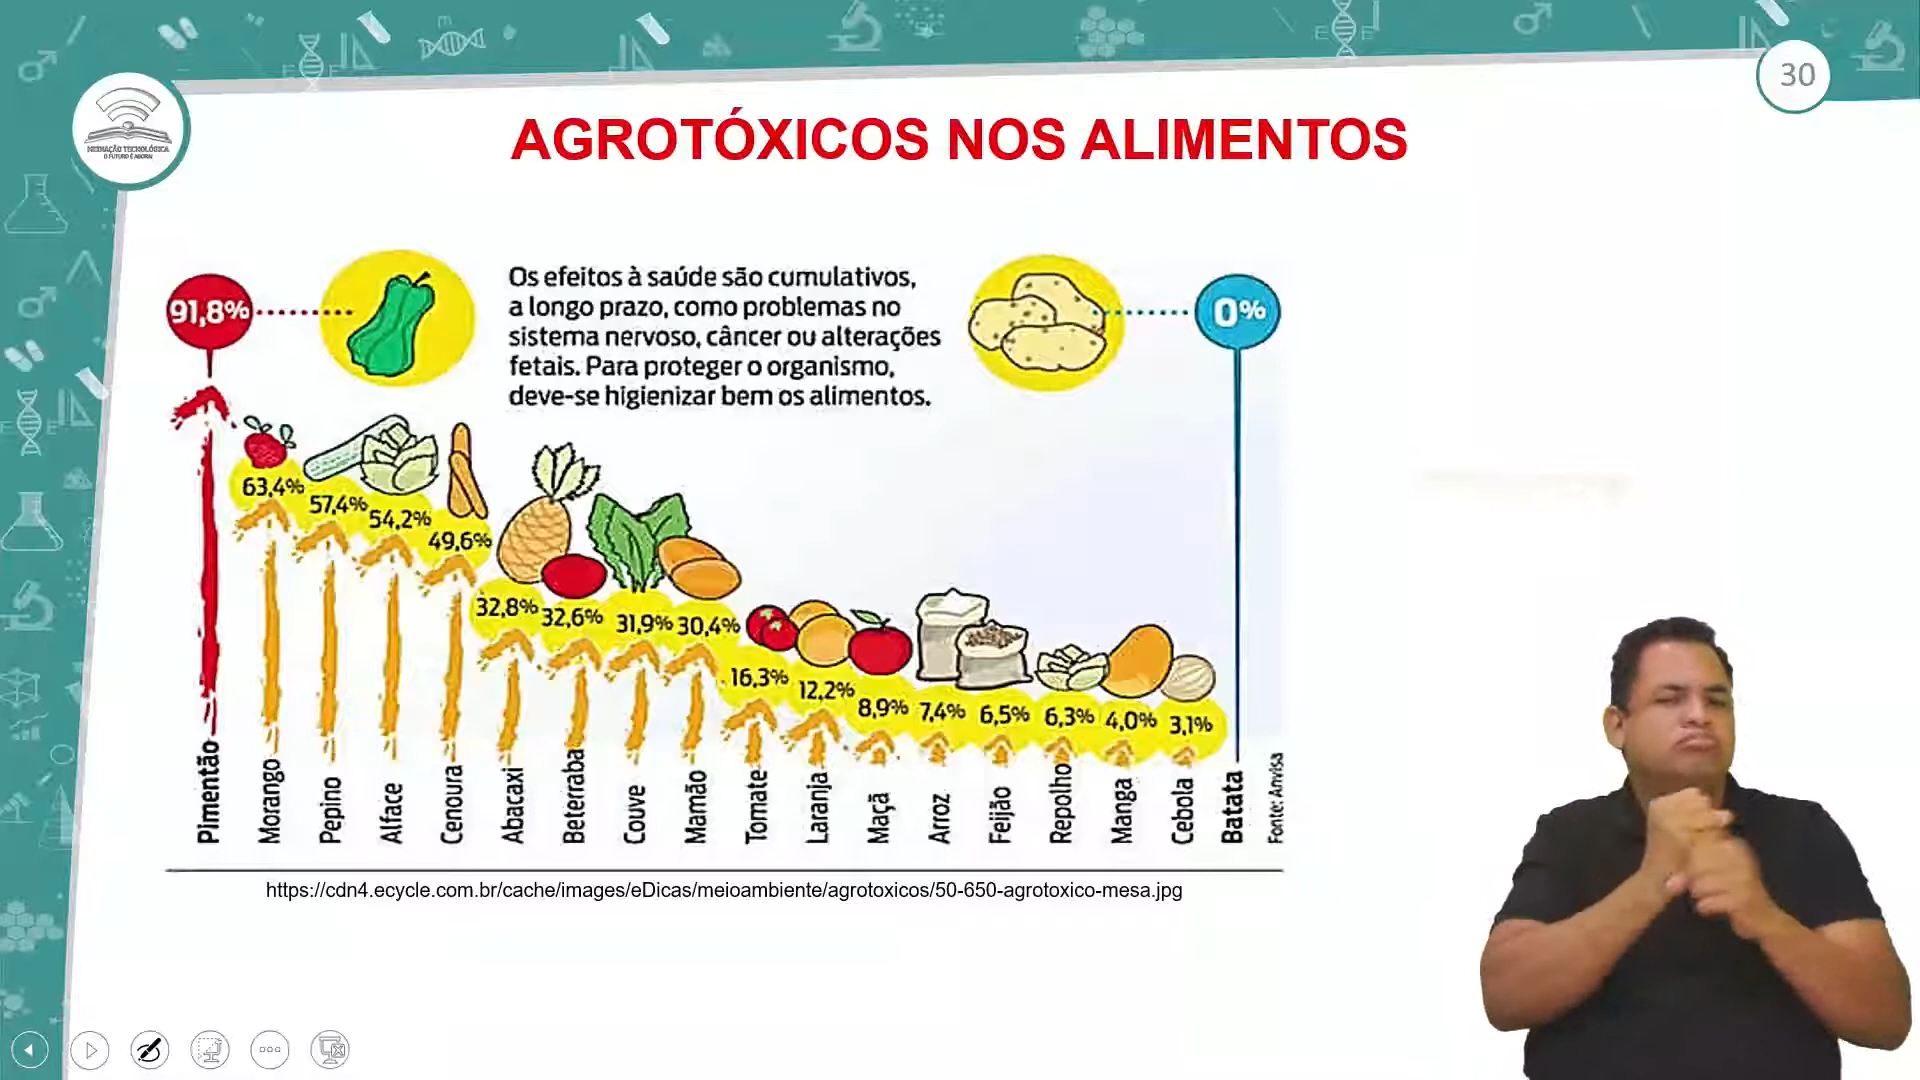 30
MEDIAÇÃO TECNOLÓGICA
O FUTURO É AGORA!
AGROTÓXICOS NOS ALIMENTOS
91,8%
Os efeitos à saúde são cumulativos,
a longo prazo, como problemas no
sistema nervoso, câncer ou alterações
fetais. Para proteger o organismo,
deve-se higienizar bem os alimentos.
0%
63,4%
57,4%
54,2%
49,6%
32,8%
32,6%
31,9%
30,4%
16,3%
12,2%
8,9%
7,4%
6,5%
6,3%
4,0%
3,1%
Pimentão
Morango
Pepino
Alface
Cenoura
Abacaxi
Beterraba
Couve
Mamão
Tomate
Laranja
Maçã
Arroz
Feijão
Repolho
Manga
Cebola
Batata
Fonte: Anvisa
https://cdn4.ecycle.com.br/cache/images/eDicas/meioambiente/agrotoxicos/50-650-agrotoxico-mesa.jpg